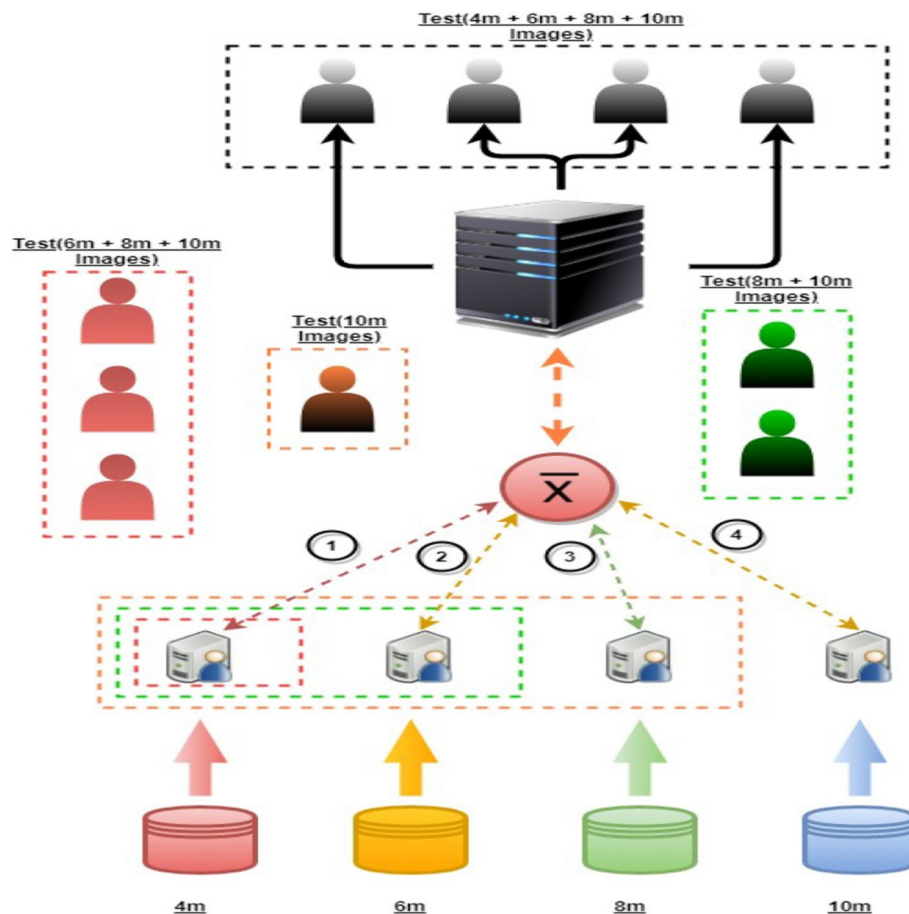 Test(4m + 6m + 8m + 10m
Images)
Test(6m + 8m + 10m
Images)
Test(10m
Images)
Test(8m + 10m
Images)
x̅
1
2
3
4
4m
6m
8m
10m